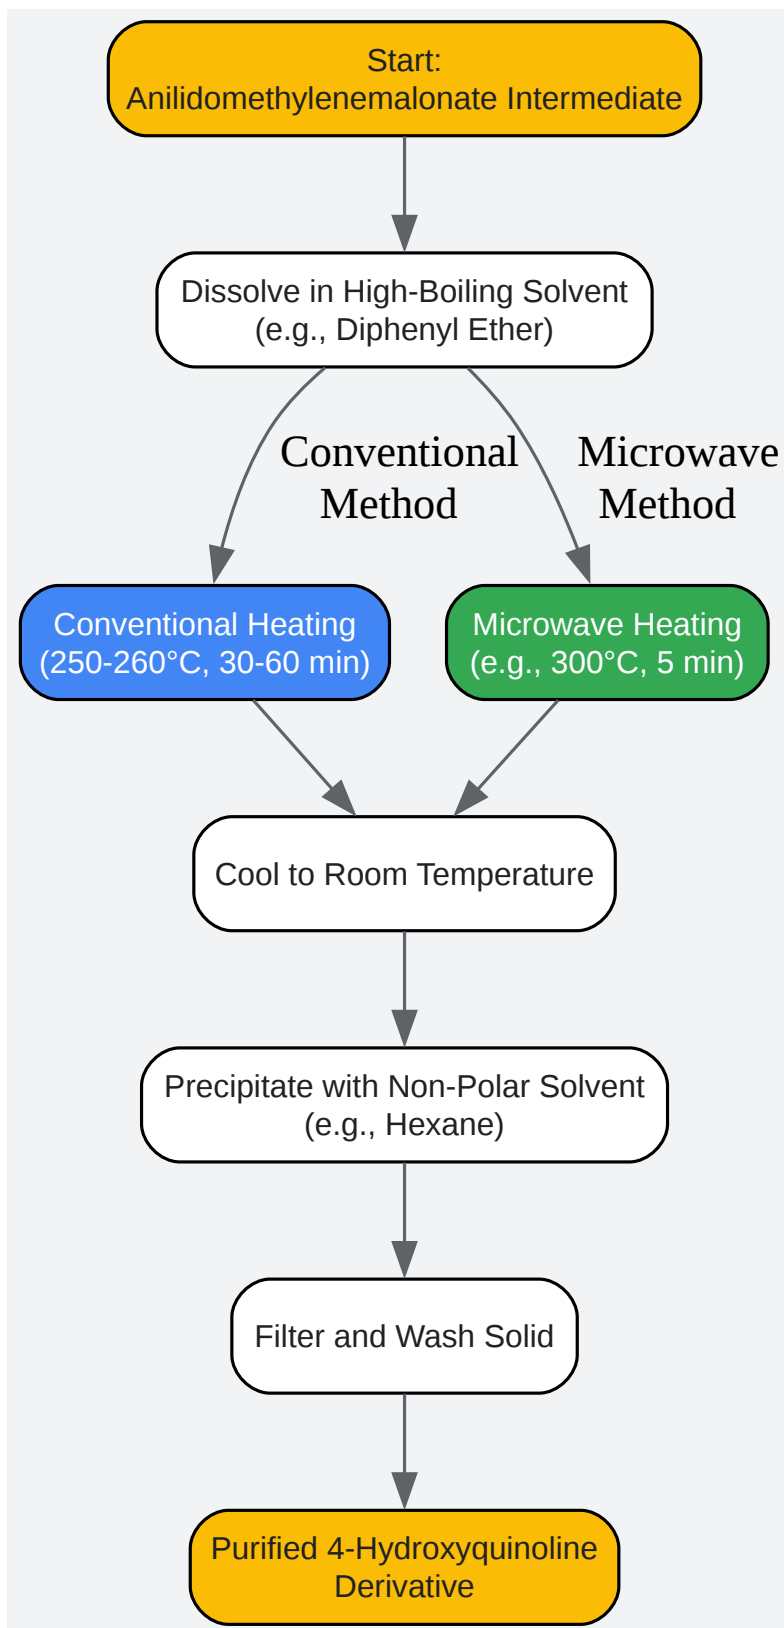 Start:
Anilidomethylenemalonate Intermediate
Dissolve in High-Boiling Solvent
(e.g., Diphenyl Ether)
Conventional
Method
Microwave
Method
Conventional Heating
(250-260°C, 30-60 min)
Microwave Heating
(e.g., 300°C, 5 min)
Cool to Room Temperature
Precipitate with Non-Polar Solvent
(e.g., Hexane)
Filter and Wash Solid
Purified 4-Hydroxyquinoline
Derivative